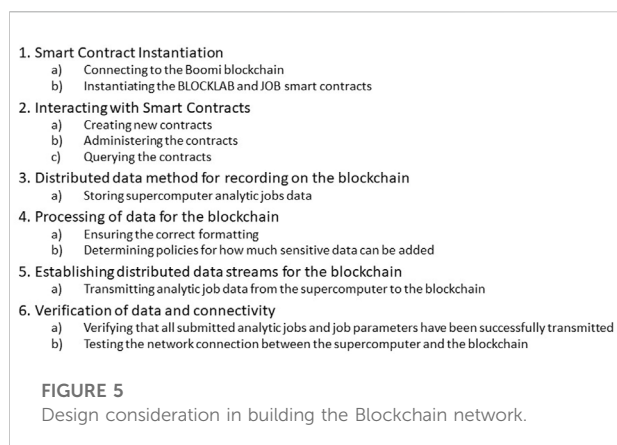 1. Smart Contract Instantiation
a) Connecting to the Boomi blockchain
b) Instantiating the BLOCKLAB and JOB smart contracts
2. Interacting with Smart Contracts
a) Creating new contracts
b) Administering the contracts
c) Querying the contracts
3. Distributed data method for recording on the blockchain
a) Storing supercomputer analytic jobs data
4. Processing of data for the blockchain
a) Ensuring the correct formatting
b) Determining policies for how much sensitive data can be added
5. Establishing distributed data streams for the blockchain
a) Transmitting analytic job data from the supercomputer to the blockchain
6. Verification of data and connectivity
a) Verifying that all submitted analytic jobs and job parameters have been successfully transmitted
b) Testing the network connection between the supercomputer and the blockchain
FIGURE 5
Design consideration in building the Blockchain network.